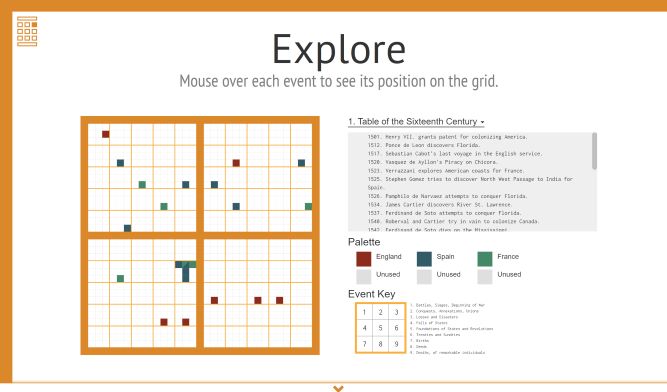 Explore
Mouse over each event to see its position on the grid.
1. Table of the Sixteenth Century
1501. Henry VII. grants patent for colonizing America.
1512. Ponce de Leon discovers Florida.
1517. Sebastian Cabot's last voyage in the English service.
1520. Vasquez de Ayllon's Piracy on Chicora.
1523. Verrazzani explores American coasts for France.
1525. Stephen Gomez tries to discover North West Passage to India for
Spain.
1526. Pamphilo de Narvaez attempts to conquer Florida.
1534. James Cartier discovers River St. Lawrence
1537. Ferdinand de Soto attempts to conquer Florida.
1540. Roberval and Cartier try in vain to colonize Canada.
1542. Ferdinand de Soto dies on the Mississippi
Palette
England
Spain
France
Unused
Unused
Unused
Event Key
1 2 3
4 5 6
7 8 9
1. Battles, Sieges, Beginning of War
2. Conquests, Annexations, Unions
3. Losses and Disasters
4. Falls of States
5. Foundations of States and Revolutions
6. Treaties and Sundries
7. Births
8. Deeds
9. Deaths, of remarkable individuals